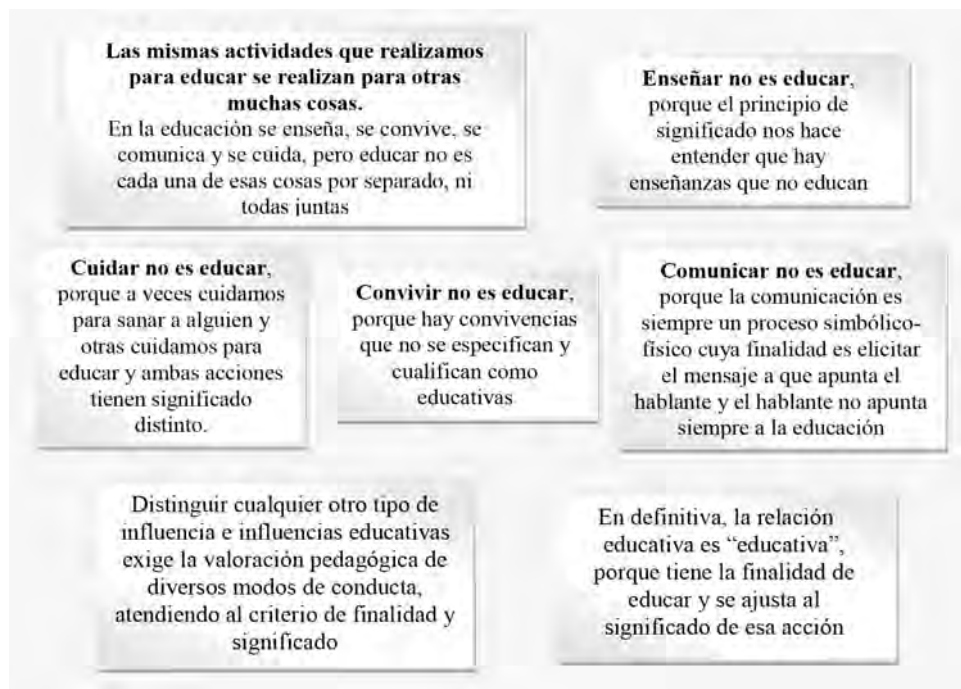 Las mismas actividades que realizamos
para educar se realizan para otras
muchas cosas.
En la educación se enseña, se convive, se
comunica y se cuida, pero educar no es
cada una de esas cosas por separado, ni
todas juntas
Enseñar no es educar,
porque el principio de
significado nos hace
entender que hay
enseñanzas que no educan
Cuidar no es educar,
porque a veces cuidamos
para sanar a alguien y
otras cuidamos para
educar y ambas acciones
tienen significado
distinto.
Convivir no es educar,
porque hay convivencias
que no se especifican y
cualifican como
educativas
Comunicar no es educar,
porque la comunicación es
siempre un proceso simbólico-
físico cuya finalidad es elicitar
el mensaje a que apunta el
hablante y el hablante no apunta
siempre a la educación
Distinguir cualquier otro tipo de
influencia e influencias educativas
exige la valoración pedagógica de
diversos modos de conducta,
atendiendo al criterio de finalidad y
significado
En definitiva, la relación
educativa es “educativa”,
porque tiene la finalidad de
educar y se ajusta al
significado de esa acción